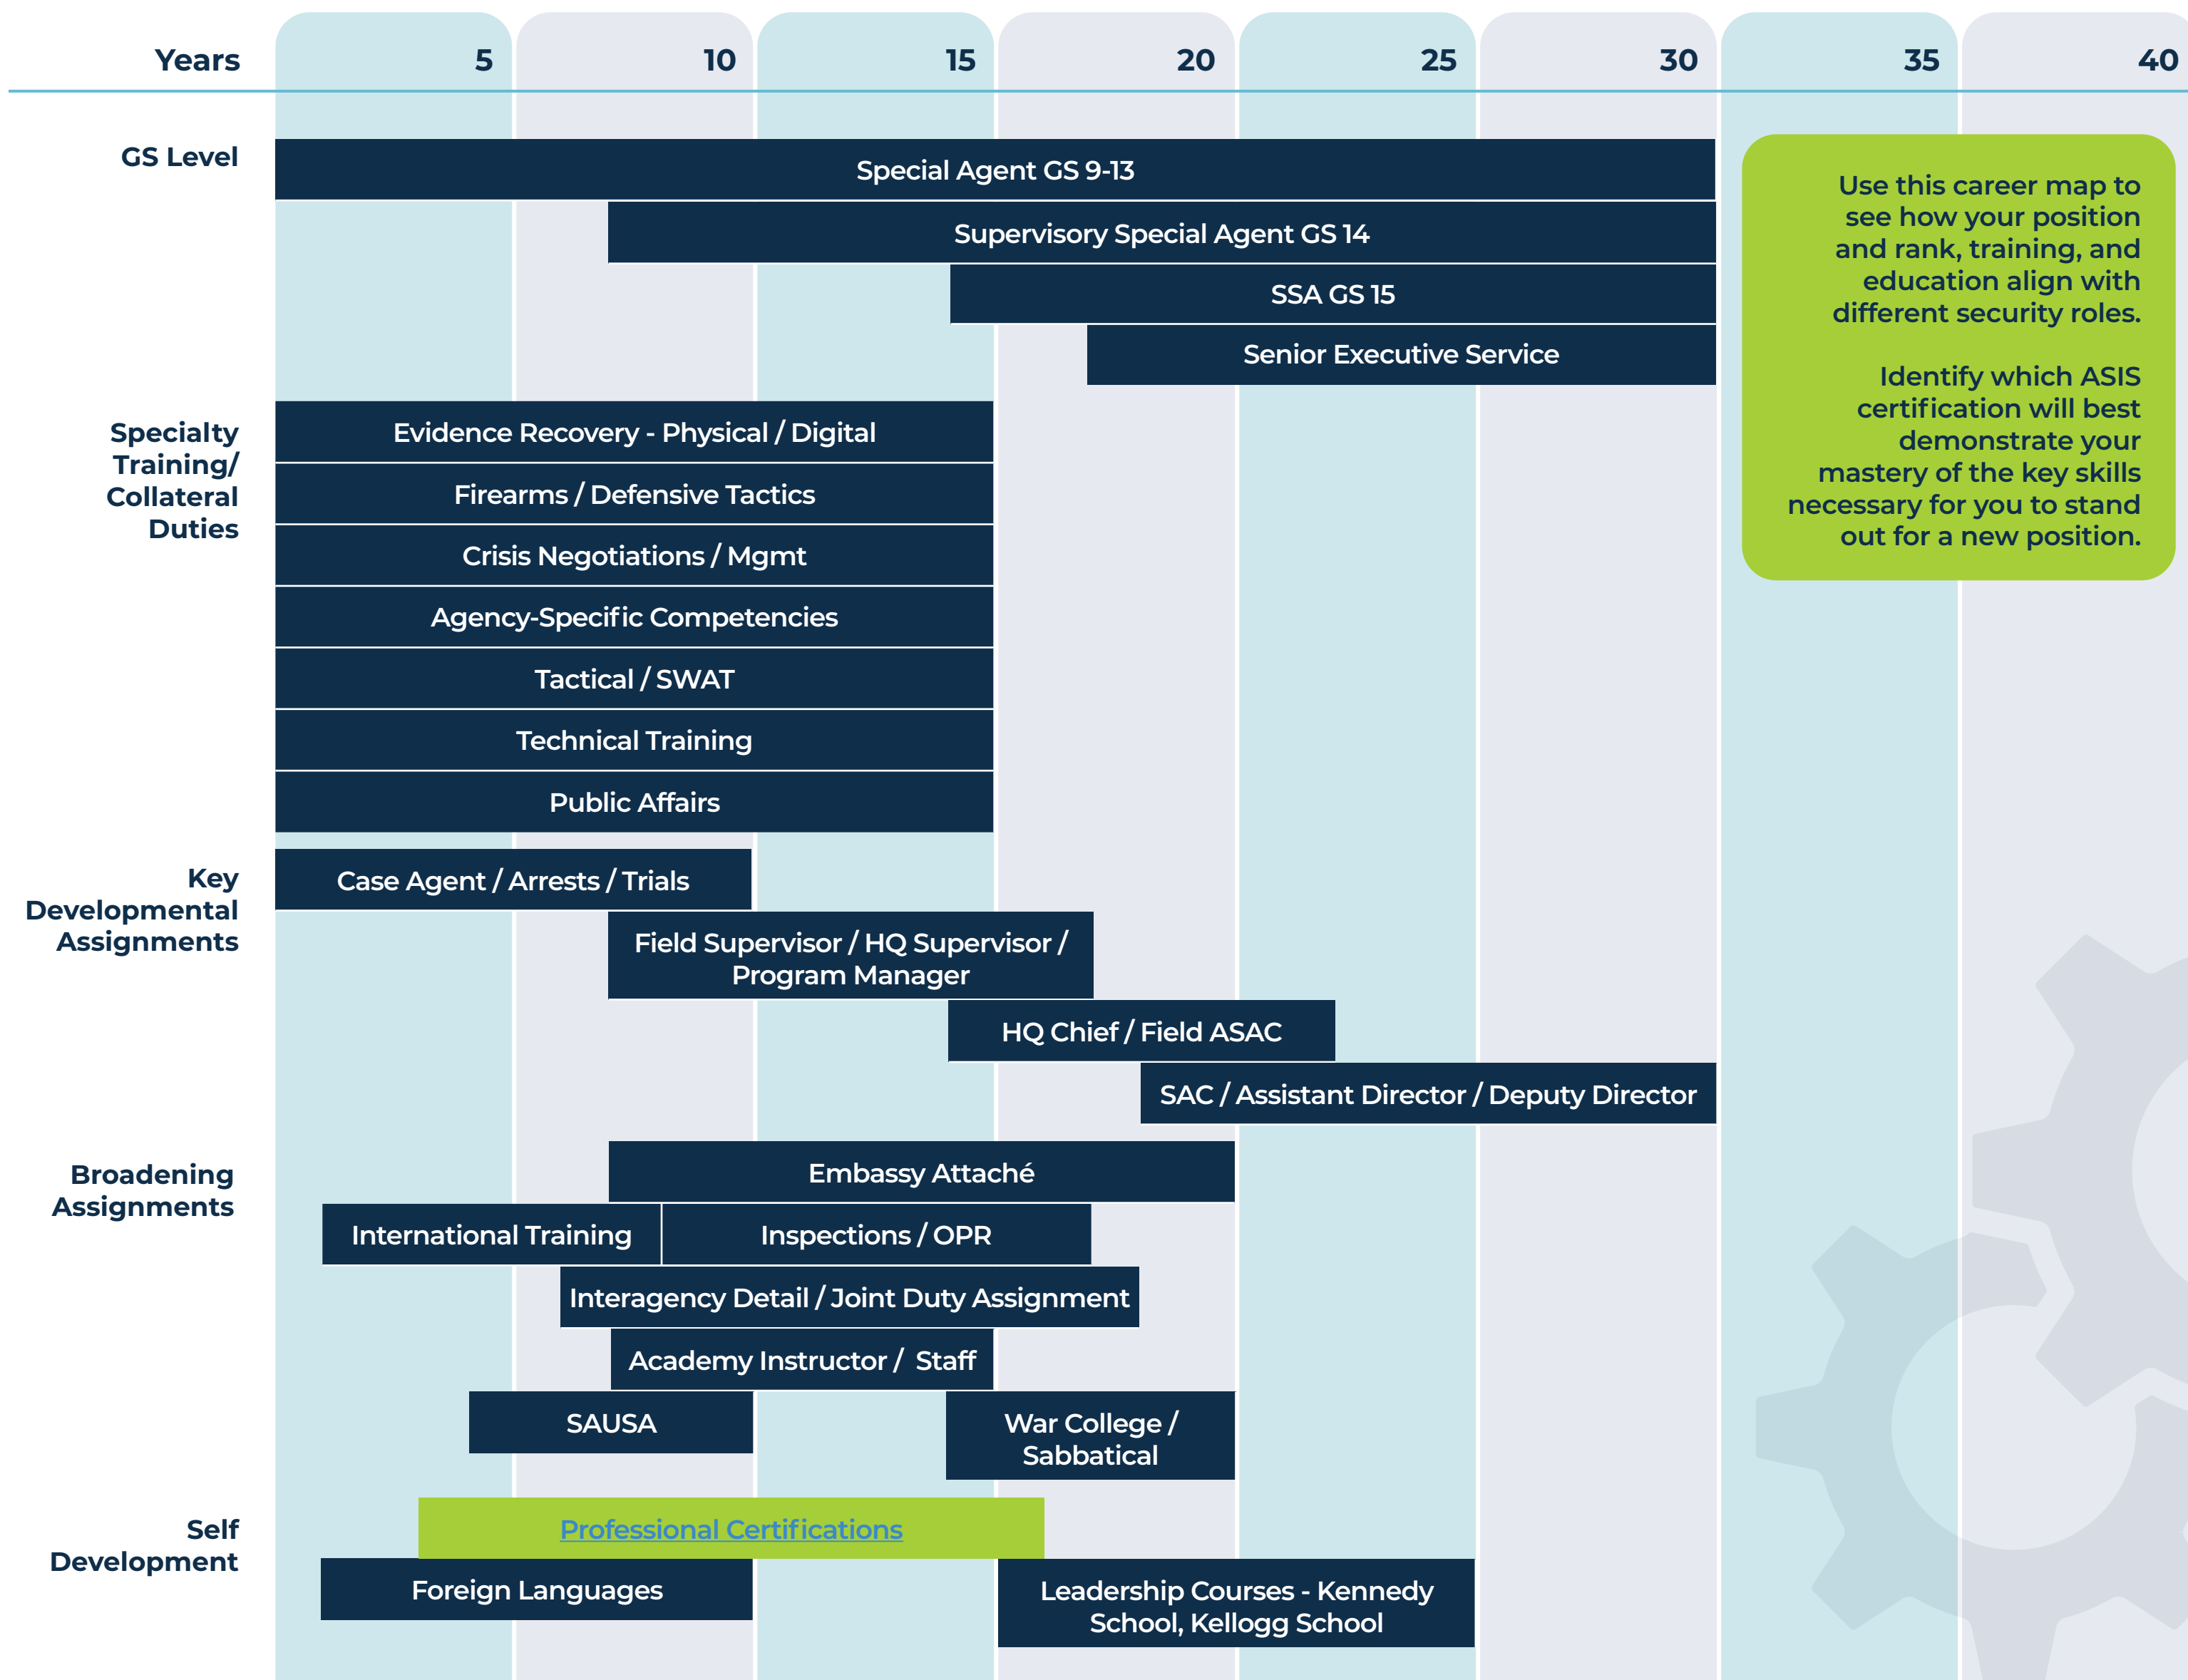 Years 5 10 15 20 25 30 35 40
GS Level
Special Agent GS 9-13
Supervisory Special Agent GS 14
SSA GS 15
Senior Executive Service
Use this career map to
see how your position
and rank, training, and
education align with
different security roles.
Identify which ASIS
certification will best
demonstrate your
mastery of the key skills
necessary for you to stand
out for a new position.
Specialty
Training/
Collateral
Duties
Evidence Recovery - Physical / Digital
Firearms / Defensive Tactics
Crisis Negotiations / Mgmt
Agency-Specific Competencies
Tactical / SWAT
Technical Training
Public Affairs
Key
Developmental
Assignments
Case Agent / Arrests / Trials
Field Supervisor / HQ Supervisor /
Program Manager
HQ Chief / Field ASAC
SAC / Assistant Director / Deputy Director
Broadening
Assignments
Embassy Attaché
International Training
Inspections / OPR
Interagency Detail / Joint Duty Assignment
Academy Instructor / Staff
SAUSA
War College /
Sabbatical
Self
Development
Professional Certifications
Foreign Languages
Leadership Courses - Kennedy
School, Kellogg School